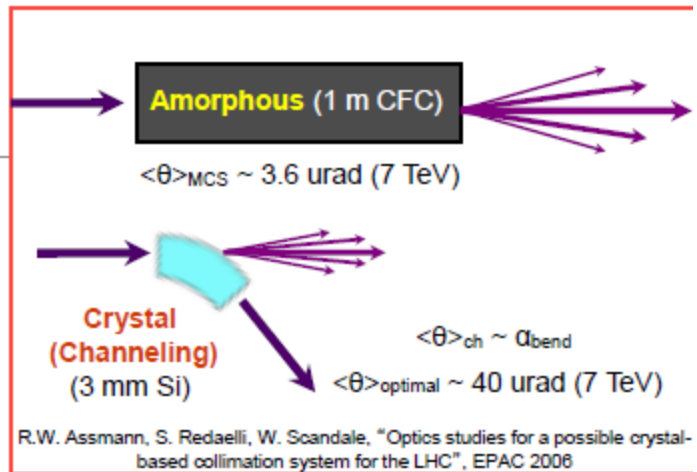 Amorphous (1 m CFC)
<θ>MCS ~ 3.6 urad (7 TeV)
Crystal
(Channeling)
(3 mm Si)
<θ>ch ~ αbend
<θ>optimal ~ 40 urad (7 TeV)
R.W. Assmann, S. Redaelli, W. Scandale, “Optics studies for a possible crystal-
based collimation system for the LHC”, EPAC 2006